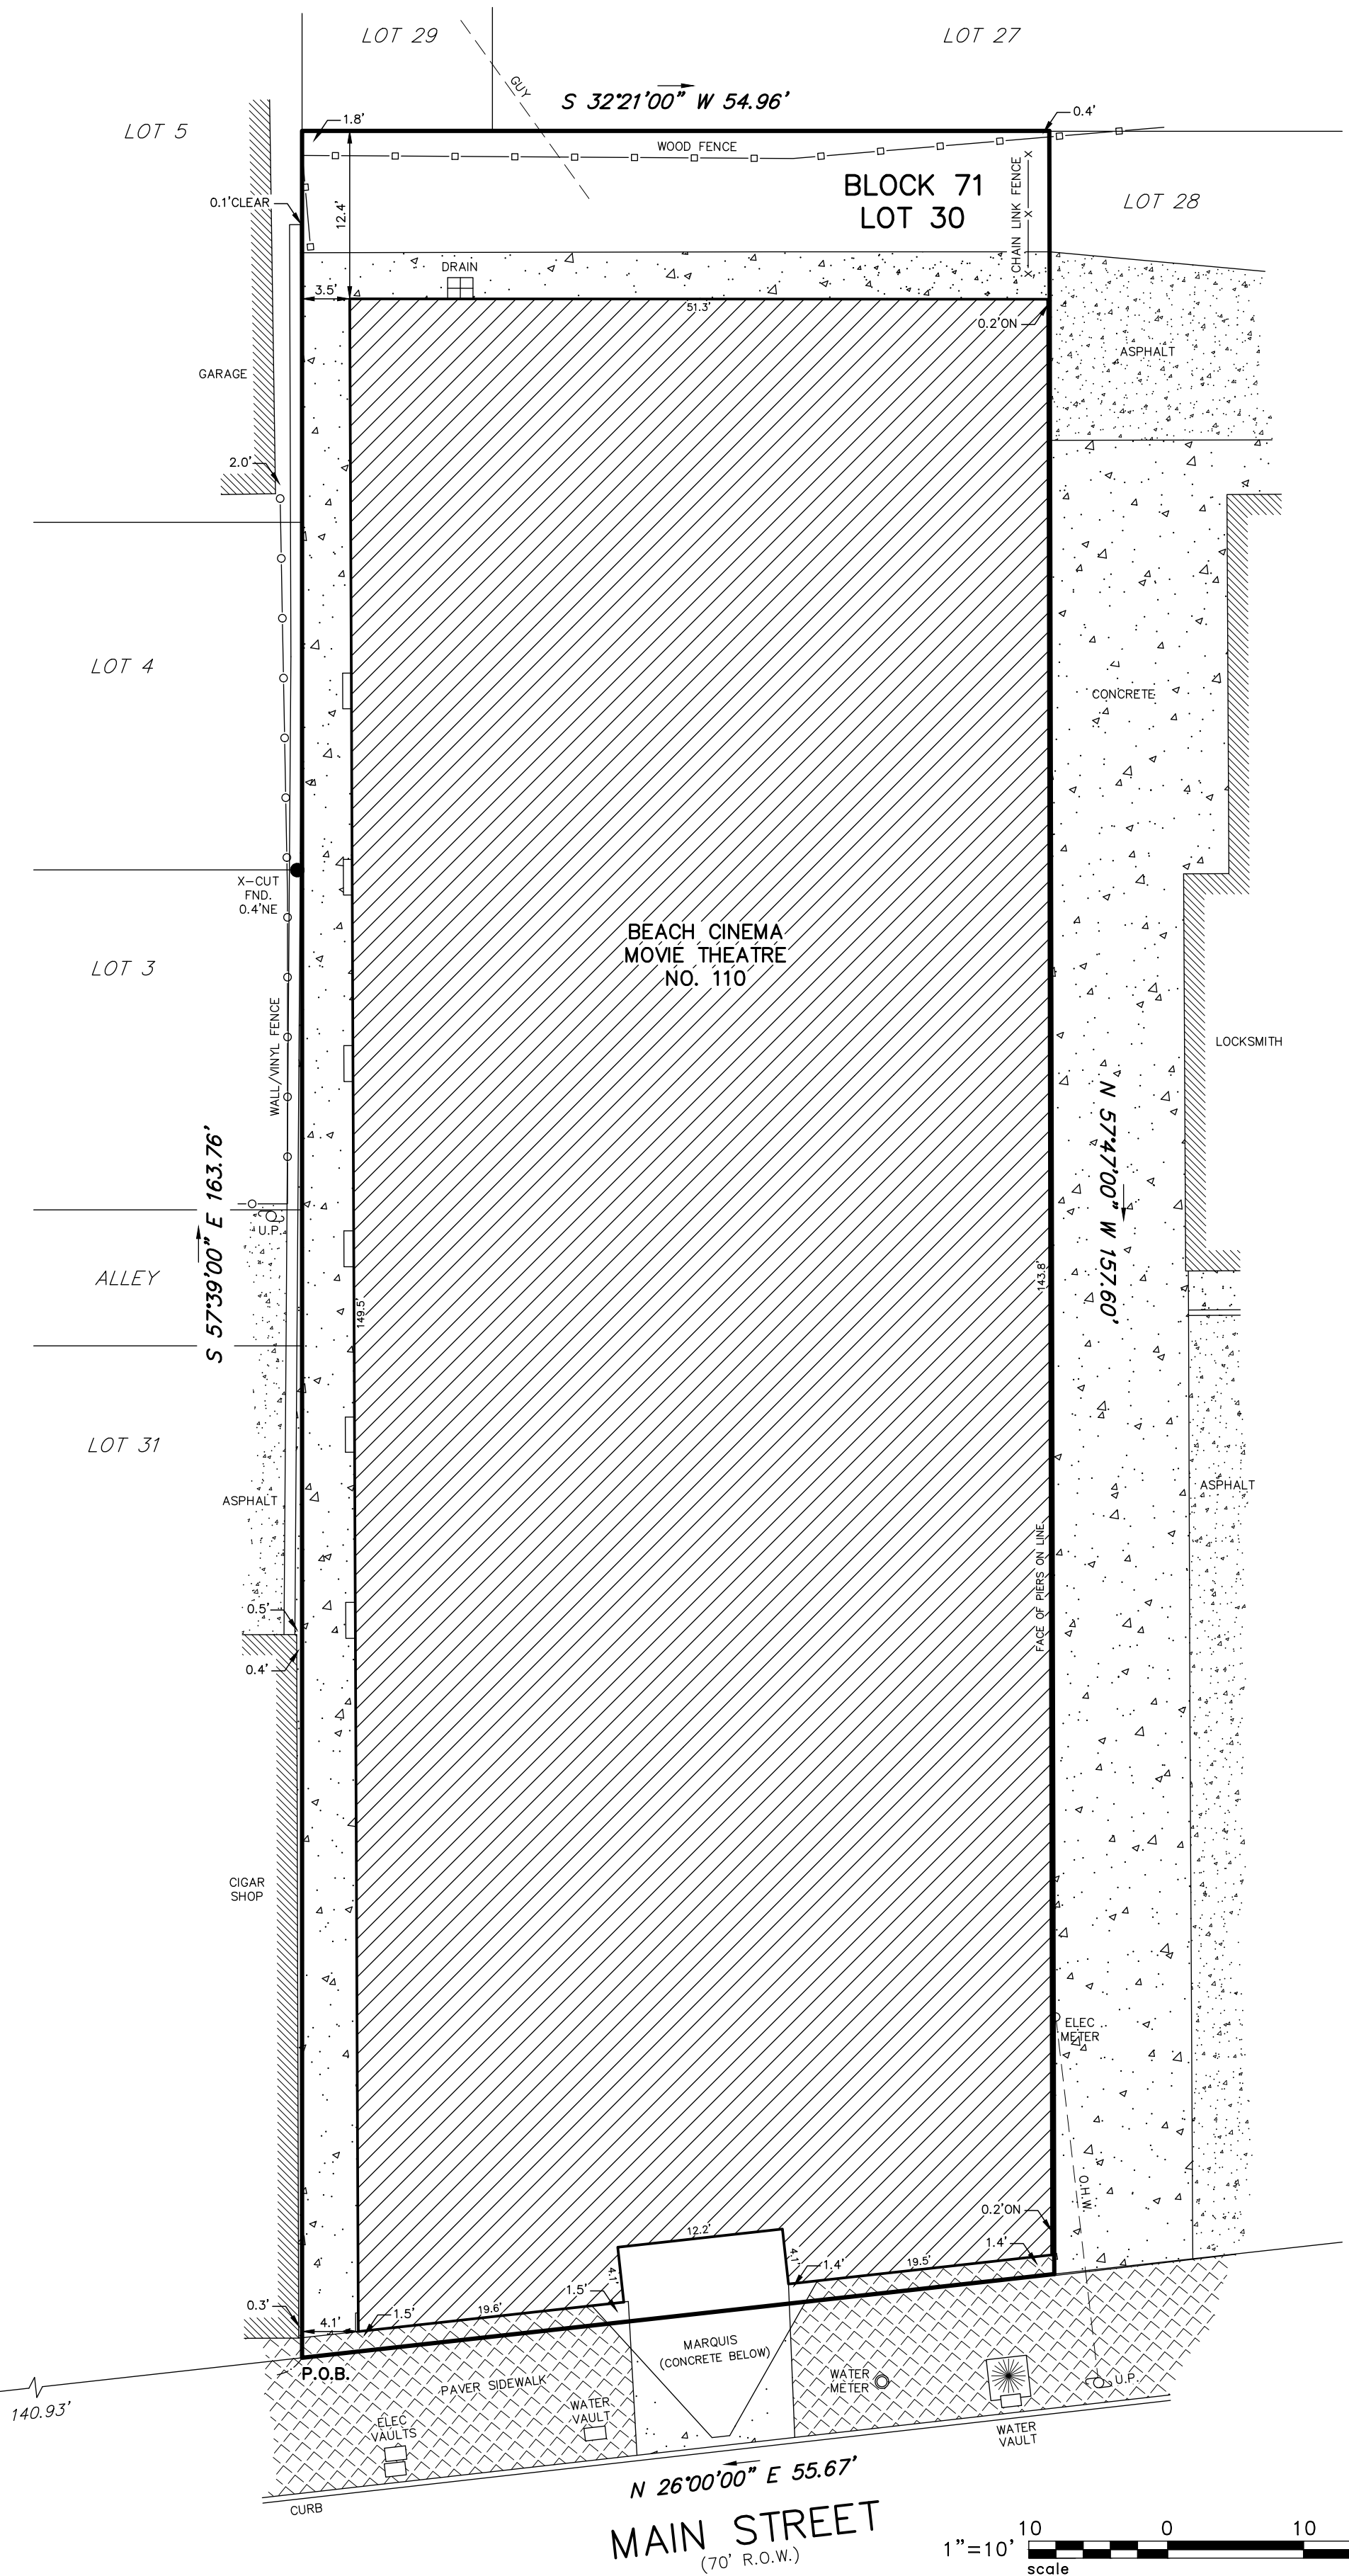 LOT 29
LOT 27
GUY
S 32°21'00" W 54.96'
0.4'
1.8'
LOT 5
WOOD FENCE
BLOCK 71
LOT 30
CHAIN LINK FENCE
X
X
X
LOT 28
0.1'CLEAR
12.4'
DRAIN
3.5'
51.3'
0.2'ON
ASPHALT
GARAGE
2.0'
LOT 4
CONCRETE
X-CUT
FND.
0.4'NE
BEACH CINEMA
MOVIE THEATRE
NO. 110
LOT 3
WALL/VINYL FENCE
LOCKSMITH
S 57°39'00" E 163.76'
N 57°47'00" W 157.60'
U.P.
ALLEY
149.5'
143.8'
LOT 31
ASPHALT
ASPHALT
FACE OF PIERS ON LINE
0.5'
0.4'
CIGAR
SHOP
ELEC
METER
O.H.W.
0.2'ON
12.2'
4.1'
4.1'
1.4'
1.4'
19.5'
1.5'
19.6'
1.5'
0.3'
4.1'
P.O.B.
MARQUIS
(CONCRETE BELOW)
PAVER SIDEWALK
WATER
METER
U.P.
140.93'
ELEC
VAULTS
WATER
VAULT
WATER
VAULT
CURB
N 26°00'00" E 55.67'
MAIN STREET
(70' R.O.W.)
1"=10'
10 0 10
scale